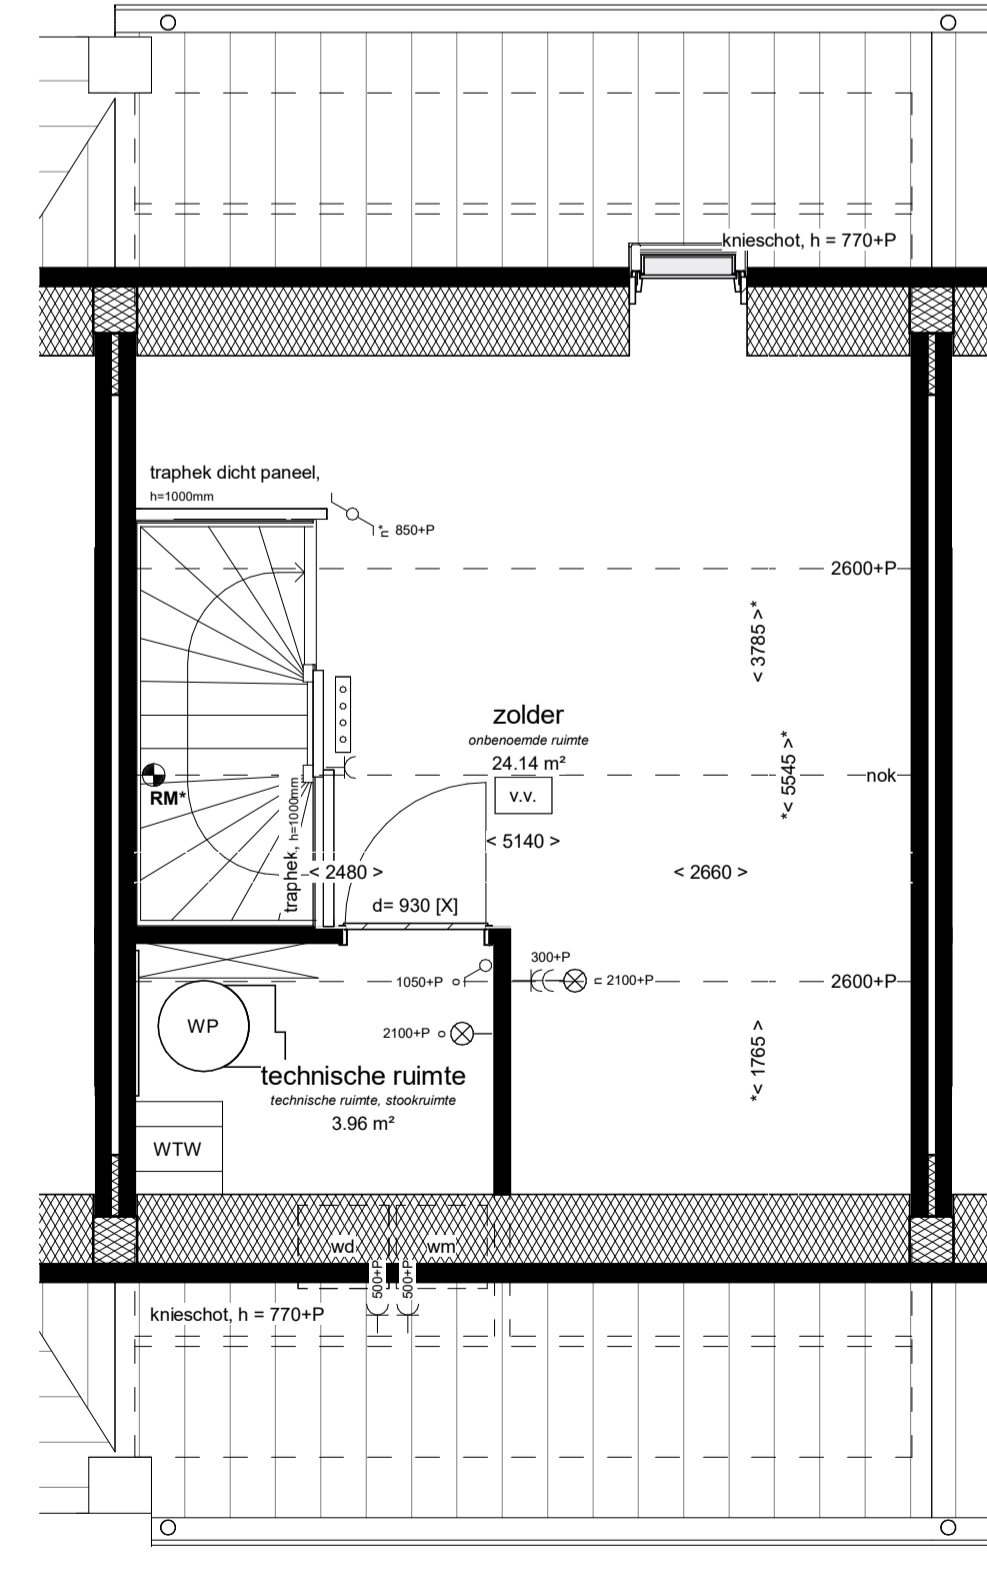 knieschot, h = 770+P
traphek dicht paneel,
h=1000mm
n* 850+P
2600+P
< 3785 >*
zolder
onbenoemde ruimte
24.14 m²
nok
*< 5545 >*
RM*
v.v.
traphek, h=1000mm
< 5140 >
< 2480 >
< 2660 >
d= 930 [X]
300+P
1050+P o
n 2100+P
2600+P
WP
2100+P o
*< 1765 >
technische ruimte
technische ruimte, stookruimte
3.96 m²
WTW
wd
wm
500+P
500+P
knieschot, h = 770+P